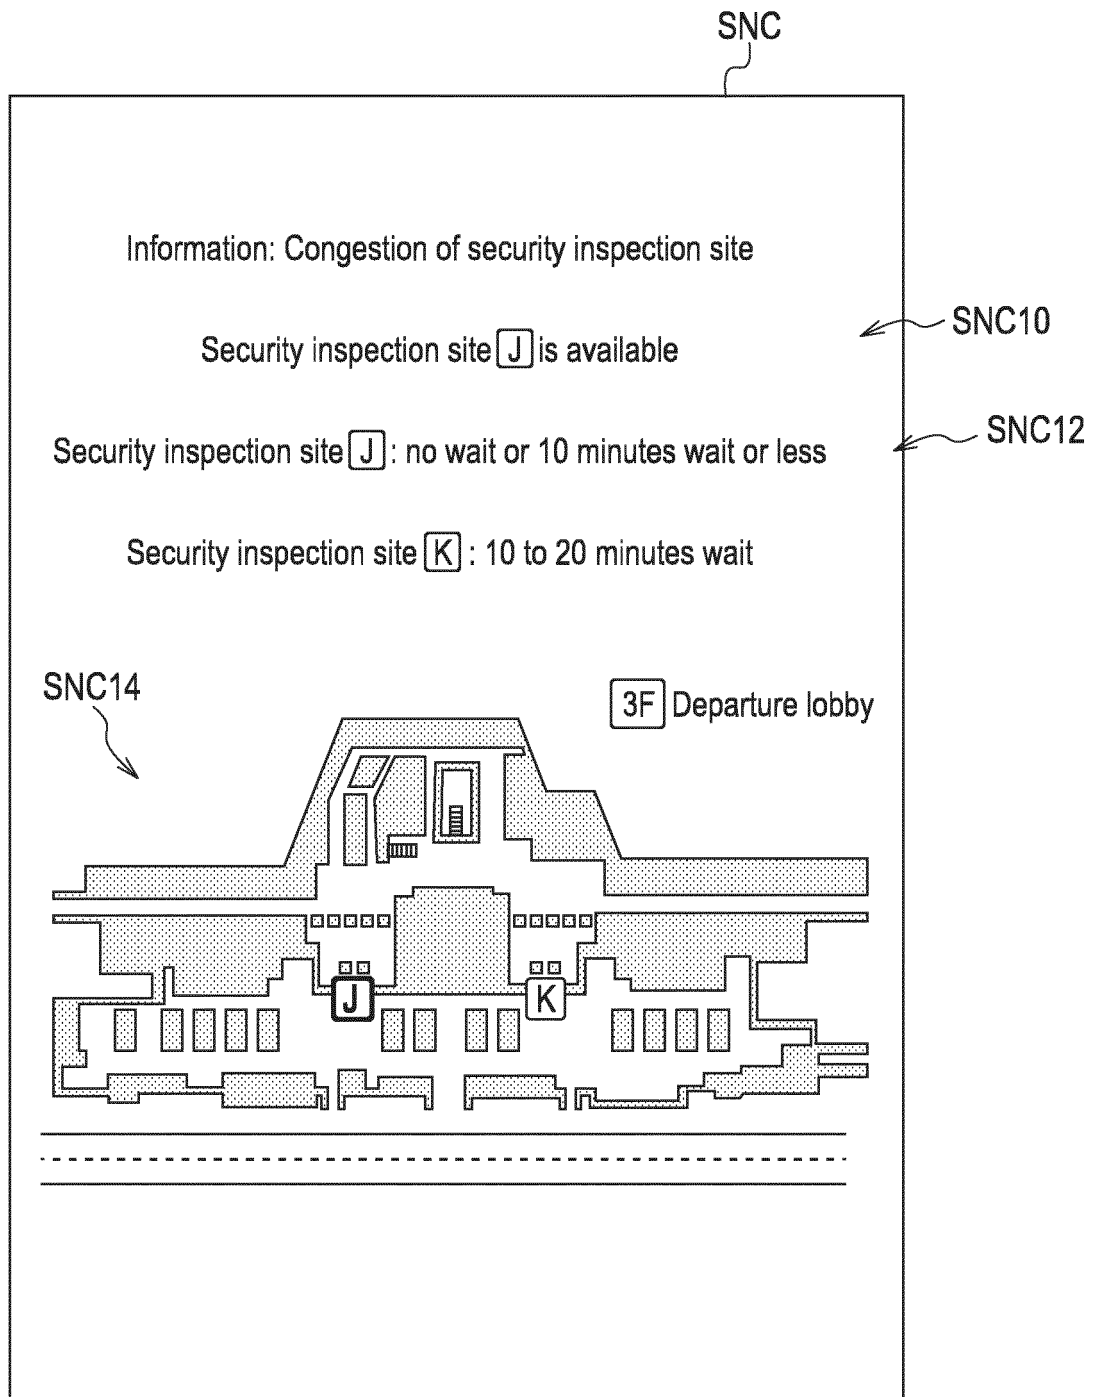 SNC
Information: Congestion of security inspection site
SNC10
Security inspection site J is available
SNC12
Security inspection site J : no wait or 10 minutes wait or less
Security inspection site K : 10 to 20 minutes wait
SNC14
3F Departure lobby
J
K